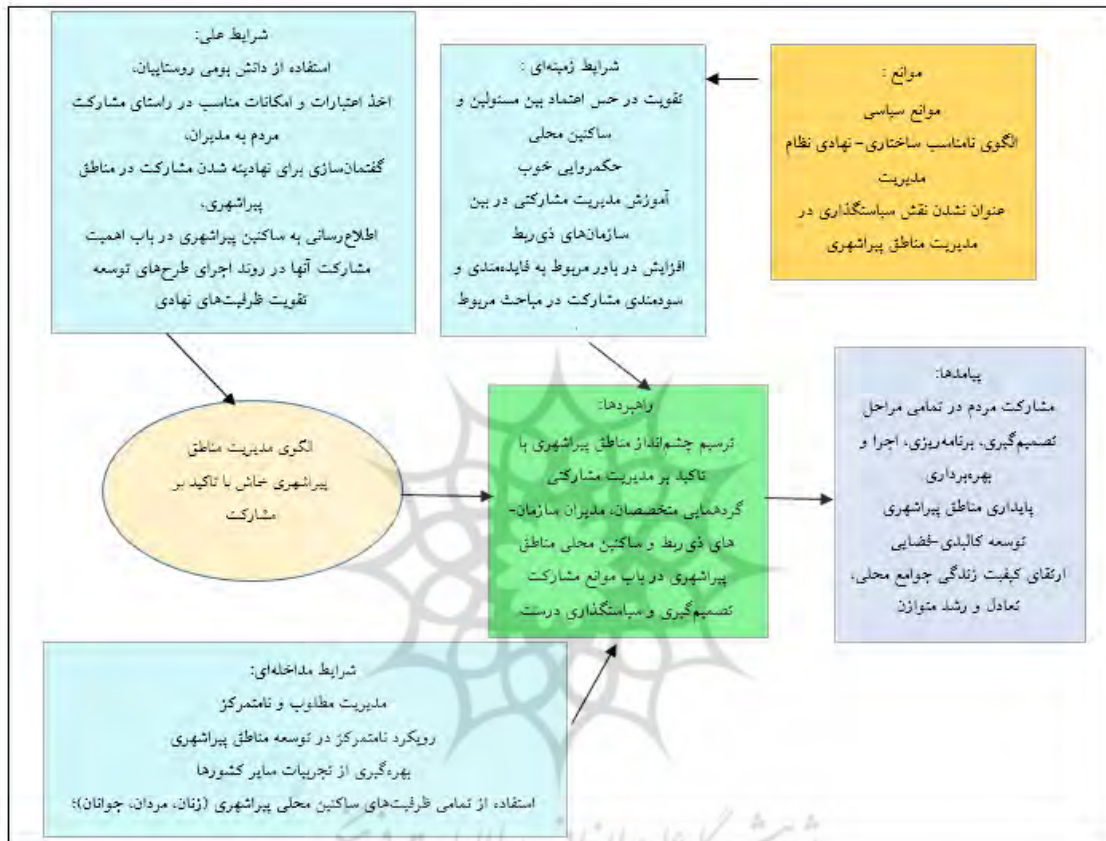 شرایط علی:
استفاده از دانش بومی روستاییان،
اخذ اعتبارات و امکانات مناسب در راستای مشارکت
مردم به مدیران،
گفتمان‌سازی برای نهادینه شدن مشارکت در مناطق
پیراشهری،
اطلاع‌رسانی به ساکنین پیراشهری در باب اهمیت
مشارکت آنها در روند اجرای طرح‌های توسعه
تقویت ظرفیت‌های نهادی
شرایط زمینه‌ای :
تقویت در حس اعتماد بین مسئولین و
ساکنین محلی
حکمروایی خوب
آموزش مدیریت مشارکتی در بین
سازمان‌های ذی‌ربط
افزایش در باور مربوط به فایده‌مندی و
سودمندی مشارکت در مباحث مربوط
.
موانع :
موانع سیاسی
الگوی نامناسب ساختاری- نهادی نظام
مدیریت
عنوان نشدن نقش سیاستگذاری در
مدیریت مناطق پیراشهری
الگوی مدیریت مناطق
پیراشهری خاش با تاکید بر
مشارکت
راهبردها:
ترسیم چشم‌انداز مناطق پیراشهری با
تاکید بر مدیریت مشارکتی
گردهمایی متخصصان، مدیران سازمان-
های ذی‌ربط و ساکنین محلی مناطق
پیراشهری در باب موانع مشارکت
تصمیم‌گیری و سیاستگذاری درست
پیامدها:
مشارکت مردم در تمامی مراحل
تصمیم‌گیری، برنامه‌ریزی، اجرا و
بهره‌برداری
پایداری مناطق پیراشهری
توسعه کالبدی-فضایی
ارتقای کیفیت زندگی جوامع محلی،
تعادل و رشد متوازن
شرایط مداخله‌ای:
مدیریت مطلوب و نامتمرکز
رویکرد نامتمرکز در توسعه مناطق پیراشهری
بهره‌گیری از تجربیات سایر کشورها
استفاده از تمامی ظرفیت‌های ساکنین محلی پیراشهری (زنان، مردان، جوانان)؛